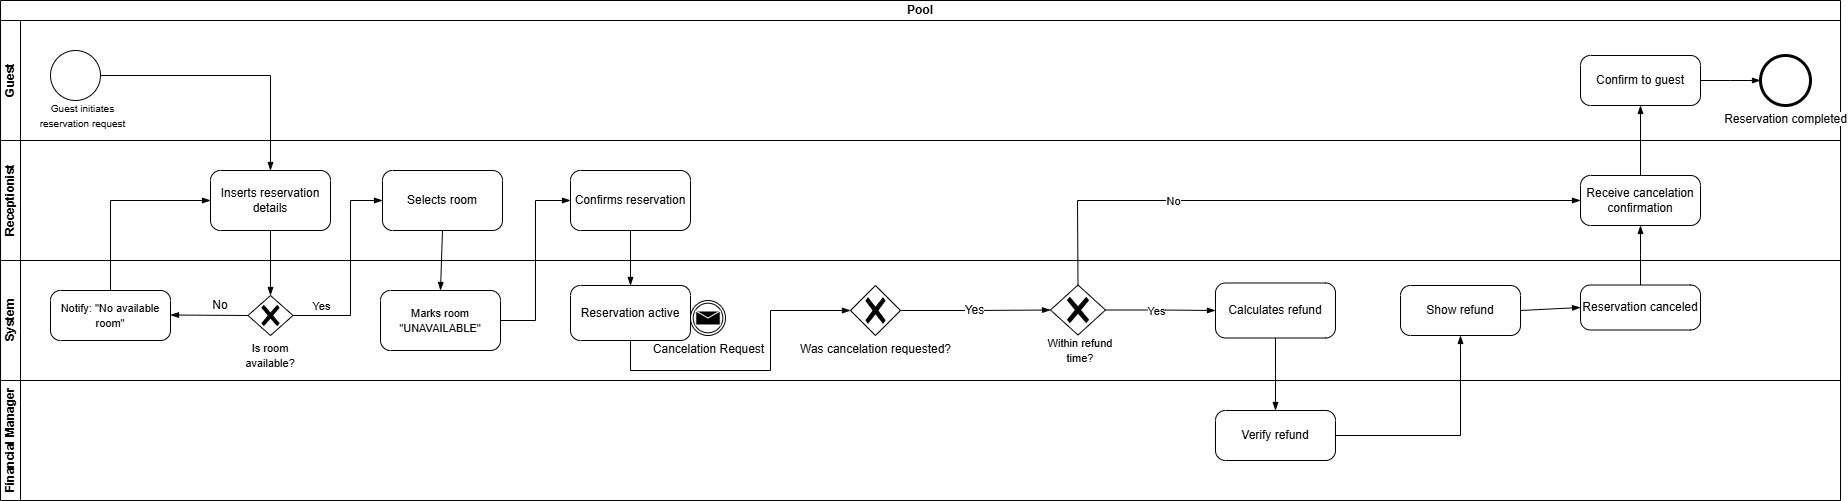 Pool
Guest
Guest initiates
reservation request
Confirm to guest
Reservation completed
Receptionist
Inserts reservation
details
Selects room
Confirms reservation
No
Receive cancelation
confirmation
System
Notify: "No available
room"
No
Yes
Is room
available?
Marks room
"UNAVAILABLE"
Reservation active
Cancelation Request
Was cancelation requested?
Yes
Within refund
time?
Yes
Calculates refund
Show refund
Reservation canceled
Financial Manager
Verify refund